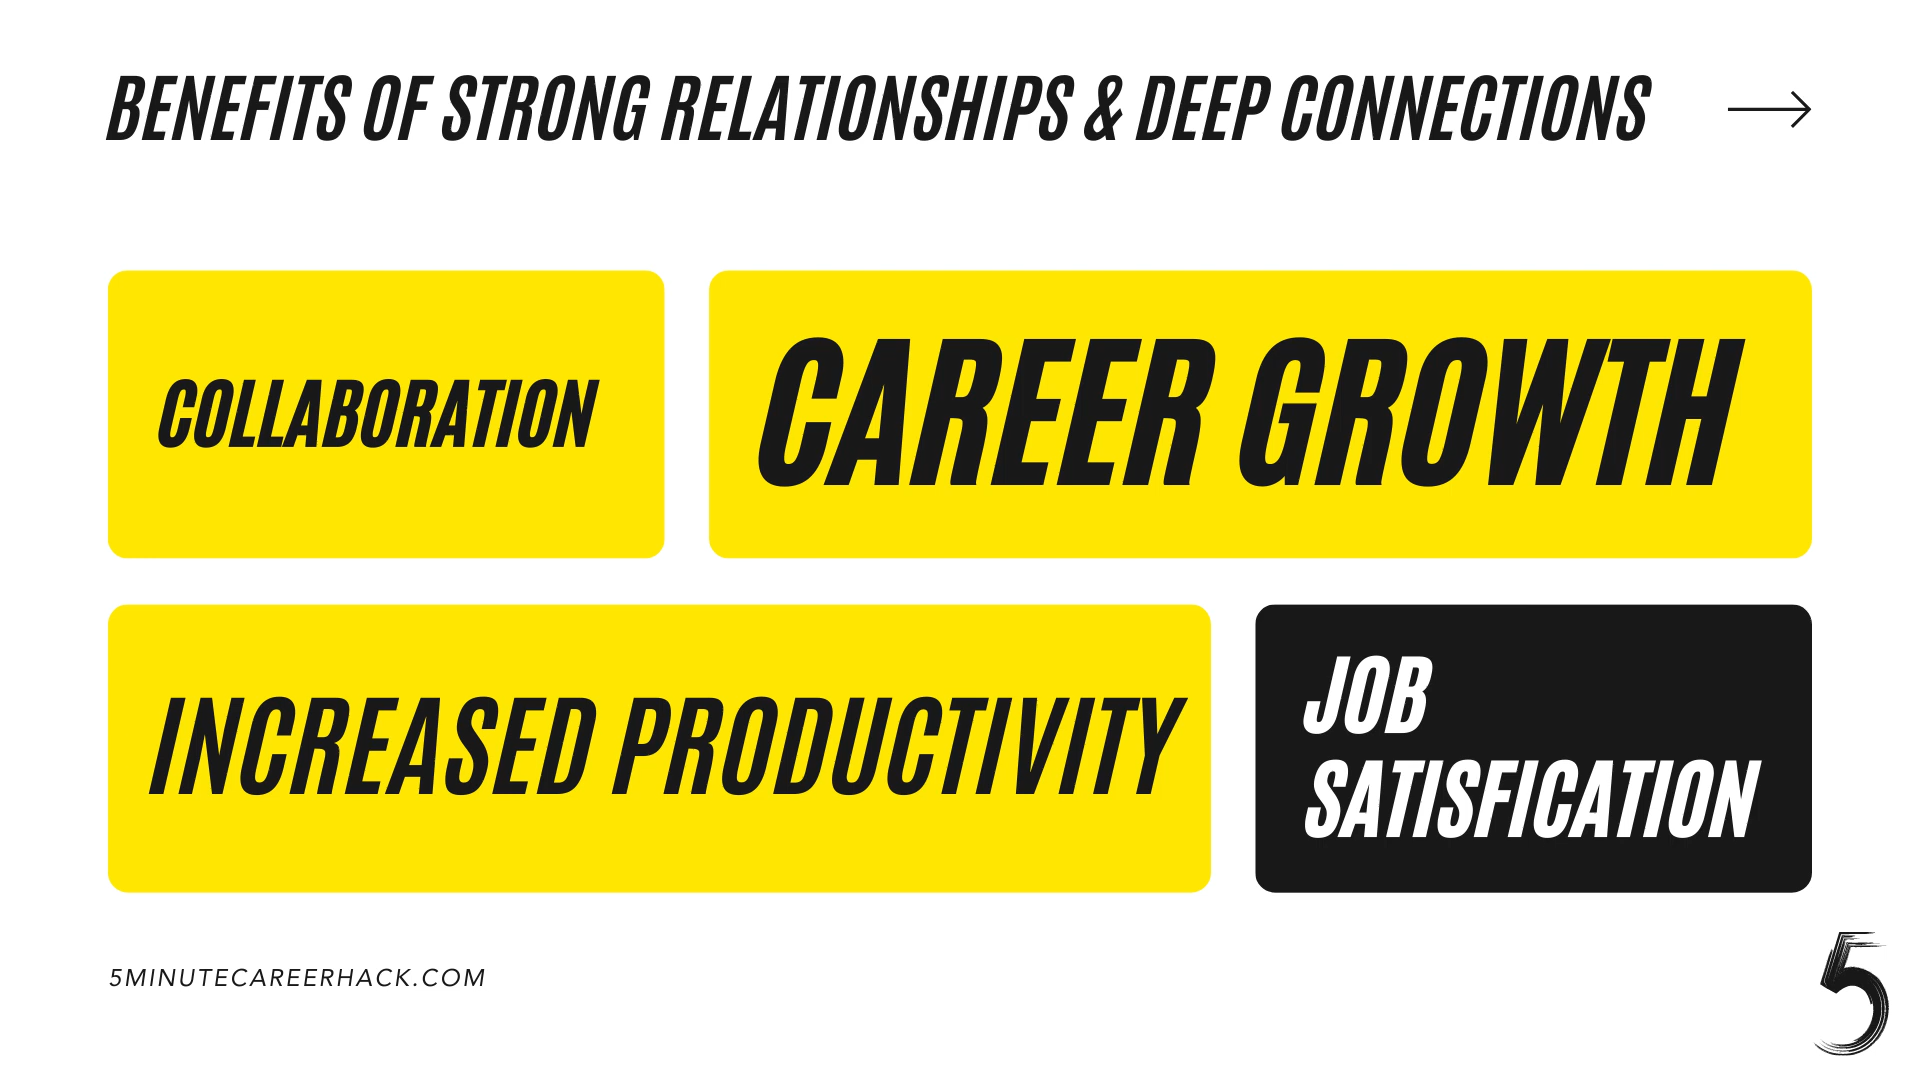 BENEFITS OF STRONG RELATIONSHIPS & DEEP CONNECTIONS
COLLABORATION
CAREER GROWTH
INCREASED PRODUCTIVITY
JOB
SATISFICATION
5MINUTECAREERHACK.COM
5